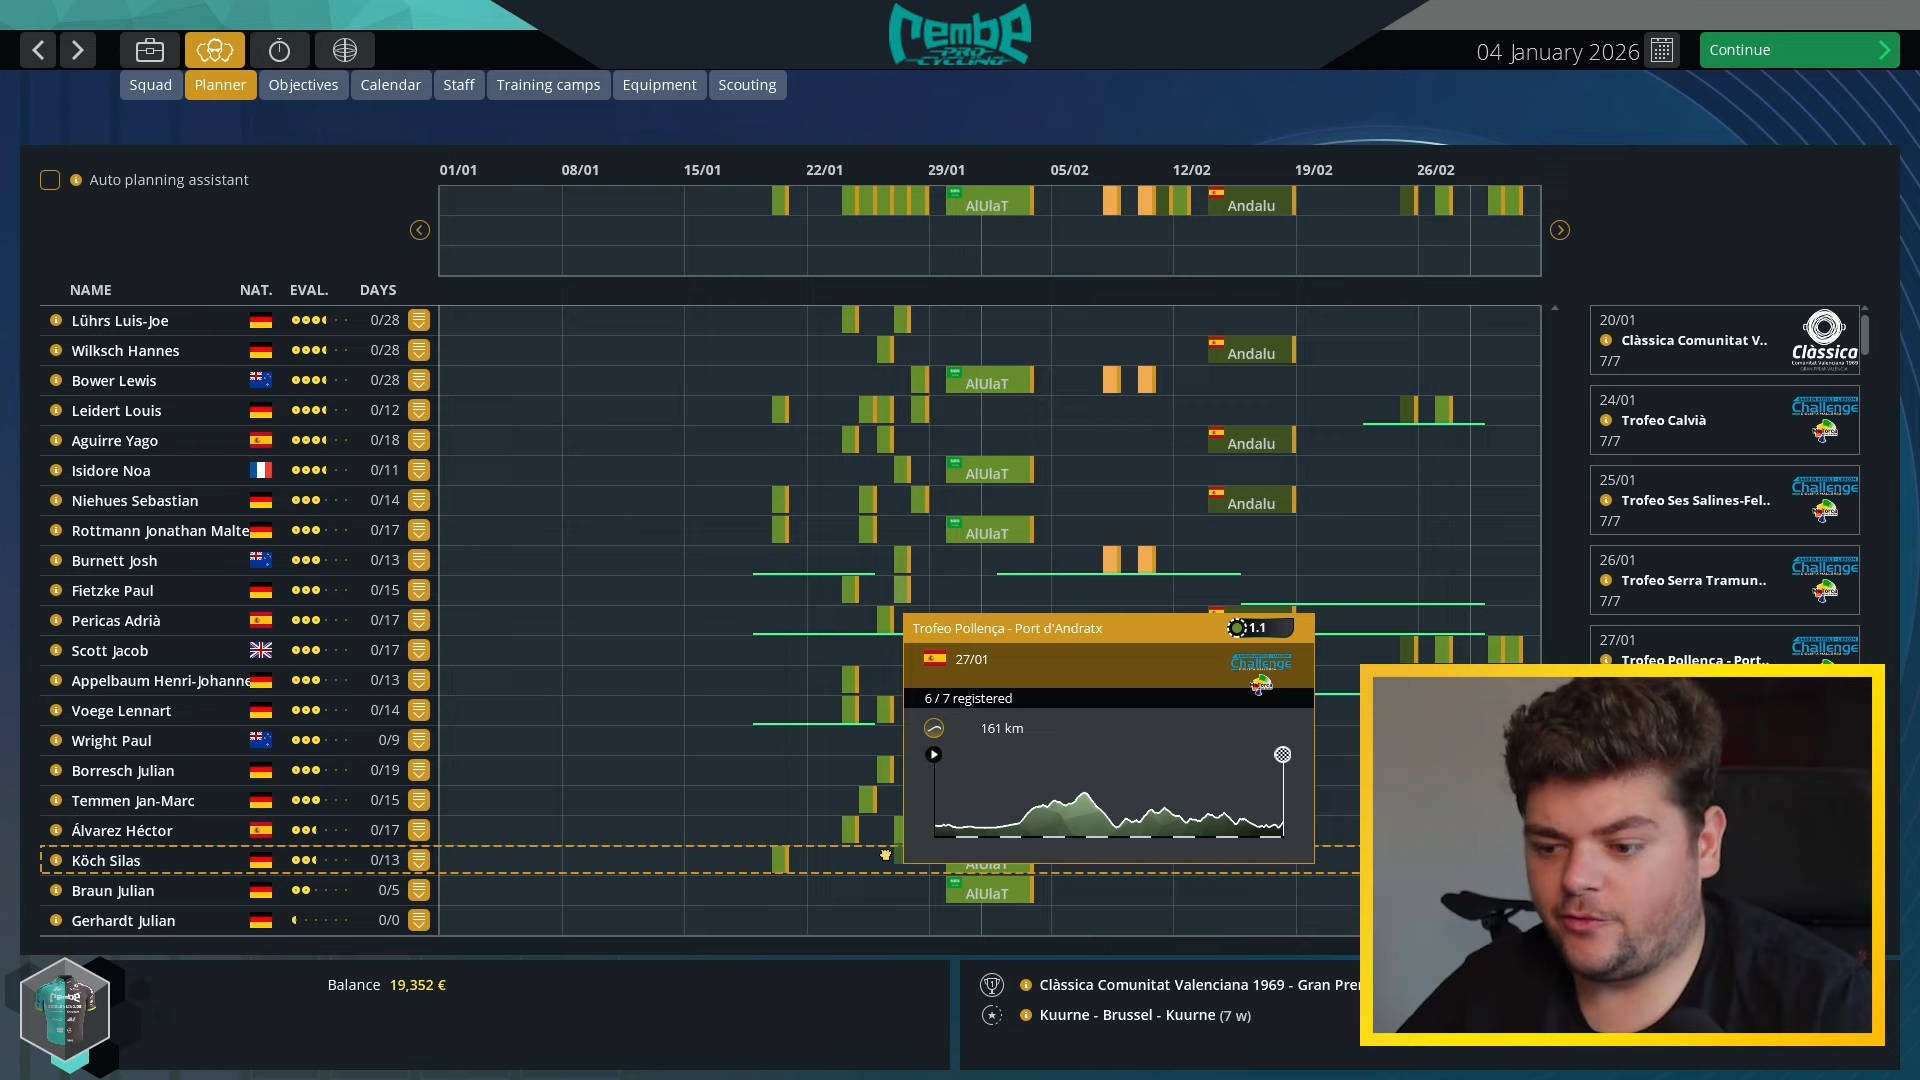 rembe
PRO
CYCLING
04 January 2026
Continue
Squad
Planner
Objectives
Calendar
Staff
Training camps
Equipment
Scouting
Auto planning assistant
01/01
08/01
15/01
22/01
29/01
05/02
12/02
19/02
26/02
AlUlaT
Andalu
NAME
NAT.
EVAL.
DAYS
Lührs Luis-Joe
0/28
Wilksch Hannes
0/28
Andalu
Bower Lewis
0/28
AlUlaT
Leidert Louis
0/12
Aguirre Yago
0/18
Andalu
Isidore Noa
0/11
AlUlaT
Niehues Sebastian
0/14
Andalu
Rottmann Jonathan Malte
0/17
AlUlaT
Burnett Josh
0/13
Fietzke Paul
0/15
Pericas Adrià
0/17
Scott Jacob
0/17
Appelbaum Henri-Johanne
0/13
Voege Lennart
0/14
Wright Paul
0/9
Borresch Julian
0/19
Temmen Jan-Marc
0/15
Álvarez Héctor
0/17
Köch Silas
0/13
AlUlaT
Braun Julian
0/5
AlUlaT
Gerhardt Julian
0/0
Trofeo Pollença - Port d'Andratx
1.1
27/01
Challenge
6 / 7 registered
161 km
20/01
Clàssica Comunitat V..
7/7
Clàssica
Comunitat Valenciana 1969
GRAN PREMI VALÈNCIA
24/01
Trofeo Calvià
7/7
Challenge
25/01
Trofeo Ses Salines-Fel..
7/7
Challenge
26/01
Trofeo Serra Tramun..
7/7
Challenge
27/01
Trofeo Pollença - Port..
Challenge
Balance 19,352 €
Clàssica Comunitat Valenciana 1969 - Gran Pre
Kuurne - Brussel - Kuurne (7 w)